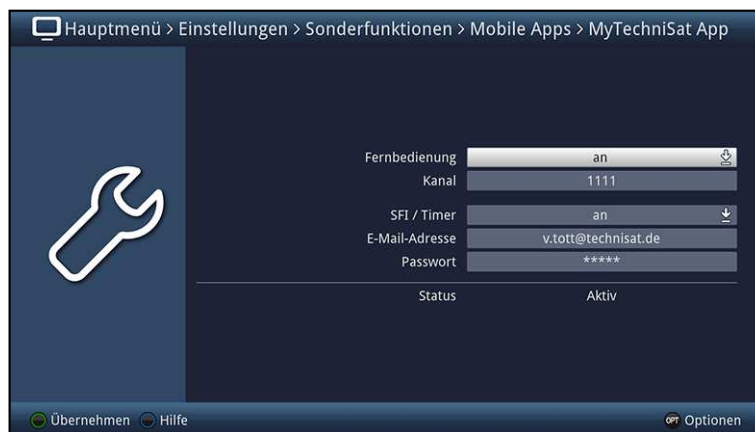 Hauptmenü > Einstellungen > Sonderfunktionen > Mobile Apps > MyTechniSat App
Fernbedienung an
Kanal 1111
SFI / Timer an
E-Mail-Adresse v.tott@technisat.de
Passwort *****
Status Aktiv
Übernehmen Hilfe OPT Optionen